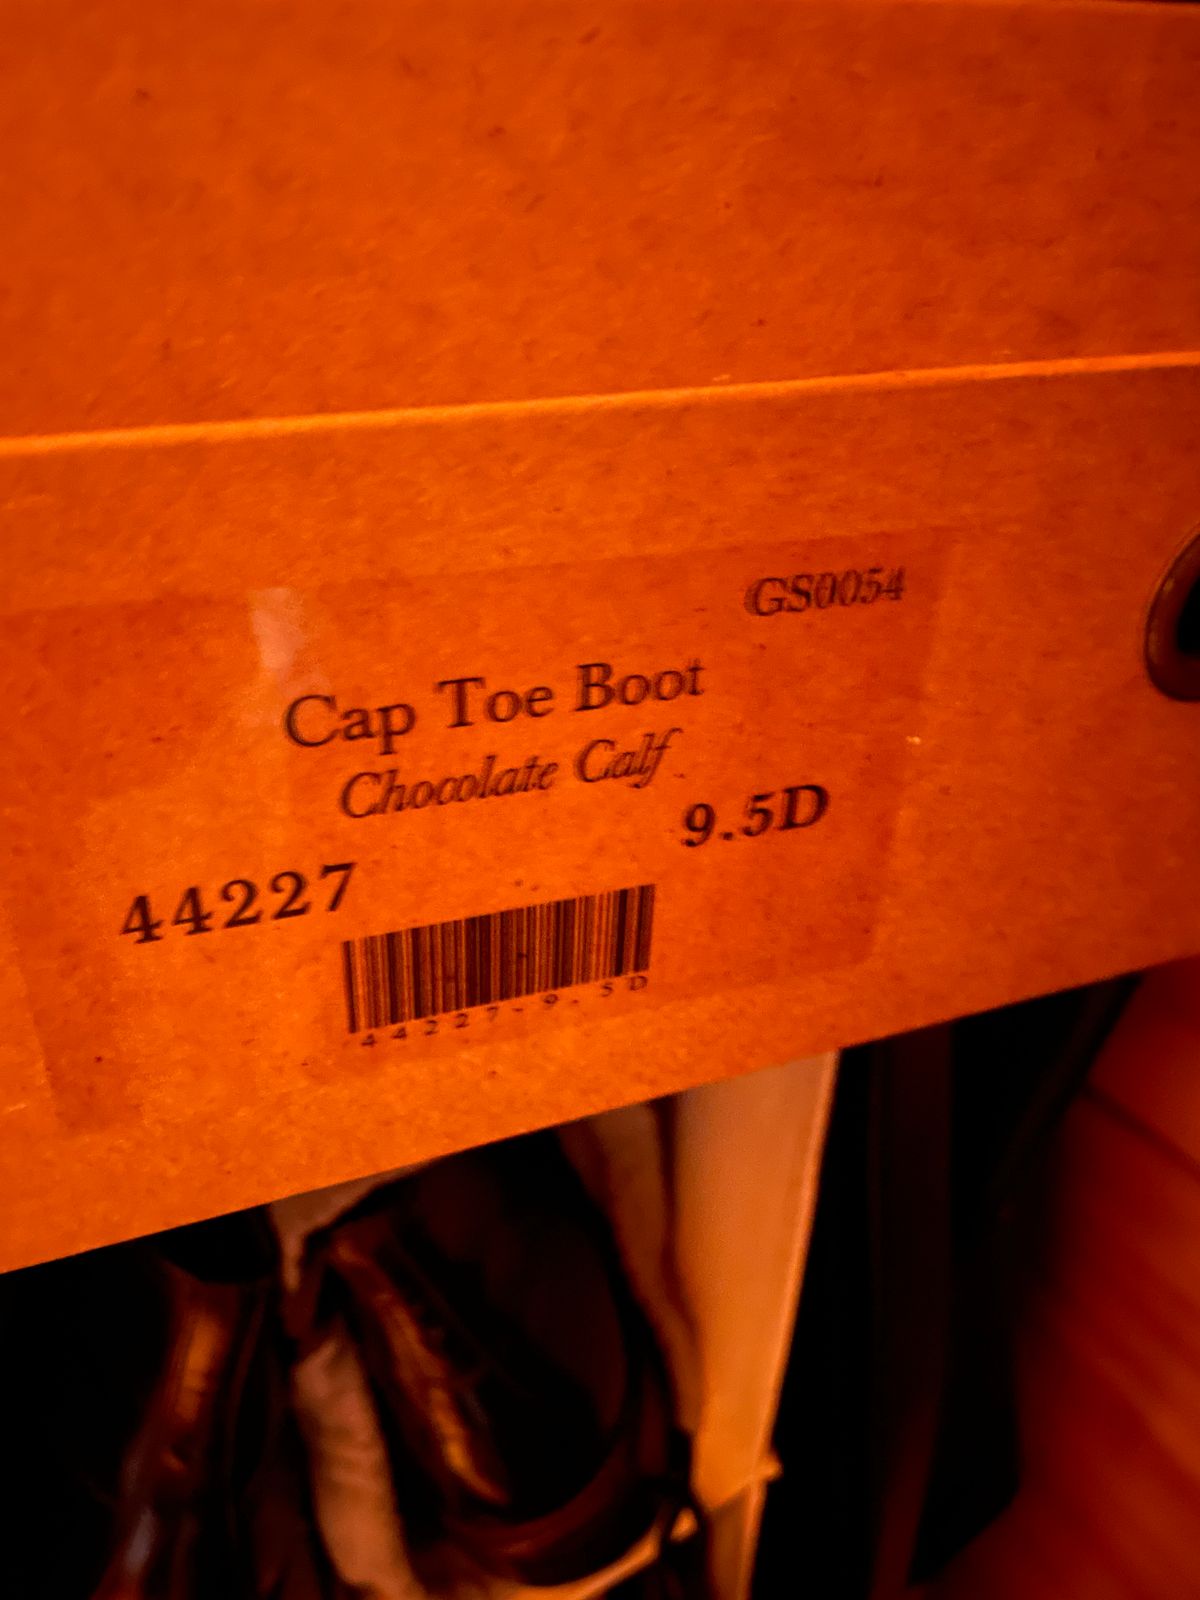 GS0054
Cap Toe Boot
Chocolate Calf
9.5D
44227
44227-9.5D